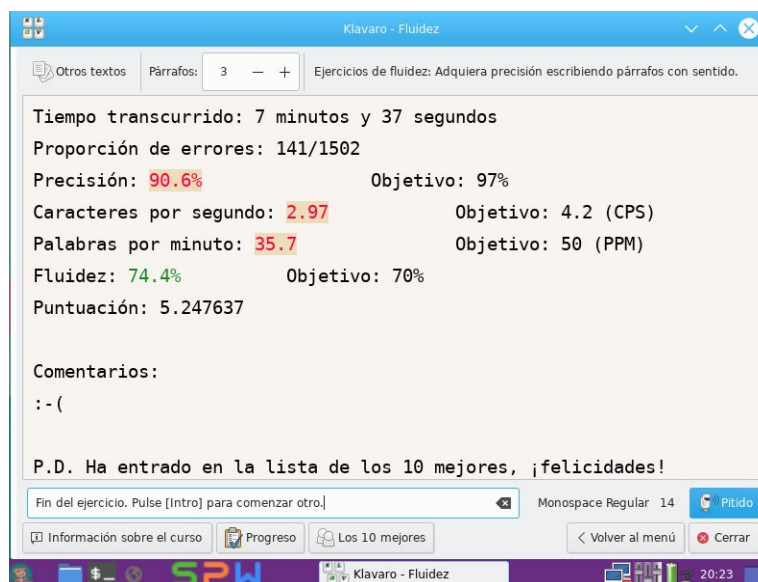 Klavaro - Fluidez
Otros textos Párrafos: 3 − + Ejercicios de fluidez: Adquiera precisión escribiendo párrafos con sentido.
Tiempo transcurrido: 7 minutos y 37 segundos
Proporción de errores: 141/1502
Precisión: 90.6% Objetivo: 97%
Caracteres por segundo: 2.97 Objetivo: 4.2 (CPS)
Palabras por minuto: 35.7 Objetivo: 50 (PPM)
Fluidez: 74.4% Objetivo: 70%
Puntuación: 5.247637
Comentarios:
:-(
P.D. Ha entrado en la lista de los 10 mejores, ¡felicidades!
Fin del ejercicio. Pulse [Intro] para comenzar otro. Monospace Regular 14 Pitido
Información sobre el curso Progreso Los 10 mejores < Volver al menú Cerrar
$_ Klavaro - Fluidez 20:23